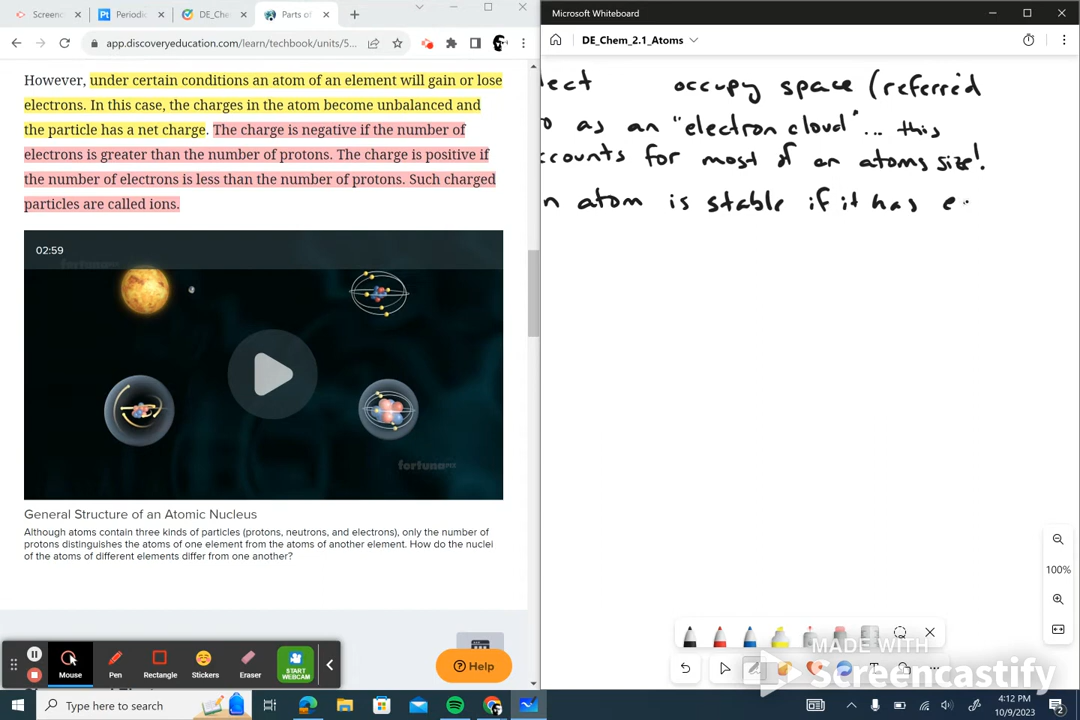 Screenc
Periodic
DE_Che
Parts of
Microsoft Whiteboard
app.discoveryeducation.com/learn/techbook/units/5...
DE_Chem_2.1_Atoms
However, under certain conditions an atom of an element will gain or lose
electrons. In this case, the charges in the atom become unbalanced and
the particle has a net charge. The charge is negative if the number of
electrons is greater than the number of protons. The charge is positive if
the number of electrons is less than the number of protons. Such charged
particles are called ions.
02:59
fortuna
General Structure of an Atomic Nucleus
Although atoms contain three kinds of particles (protons, neutrons, and electrons), only the number of
protons distinguishes the atoms of one element from the atoms of another element. How do the nuclei
of the atoms of different elements differ from one another?
lect occupy space (referred
o as an "electron cloud"... this
ccounts for most of an atoms size!
n atom is stable if it has e
100%
Mouse
Pen
Rectangle
Stickers
Eraser
START
WEBCAM
Help
MADE WITH
Screencastify
Type here to search
4:12 PM
10/9/2023
2